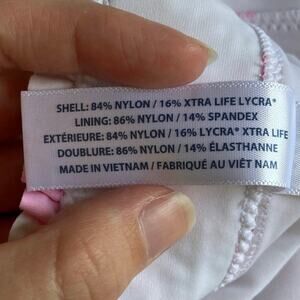 SHELL: 84% NYLON / 16% XTRA LIFE LYCRA*
LINING: 86% NYLON / 14% SPANDEX
EXTÉRIEURE: 84% NYLON / 16% LYCRA* XTRA LIFE
DOUBLURE: 86% NYLON / 14% ÉLASTHANNE
MADE IN VIETNAM / FABRIQUÉ AU VIÊT NAM